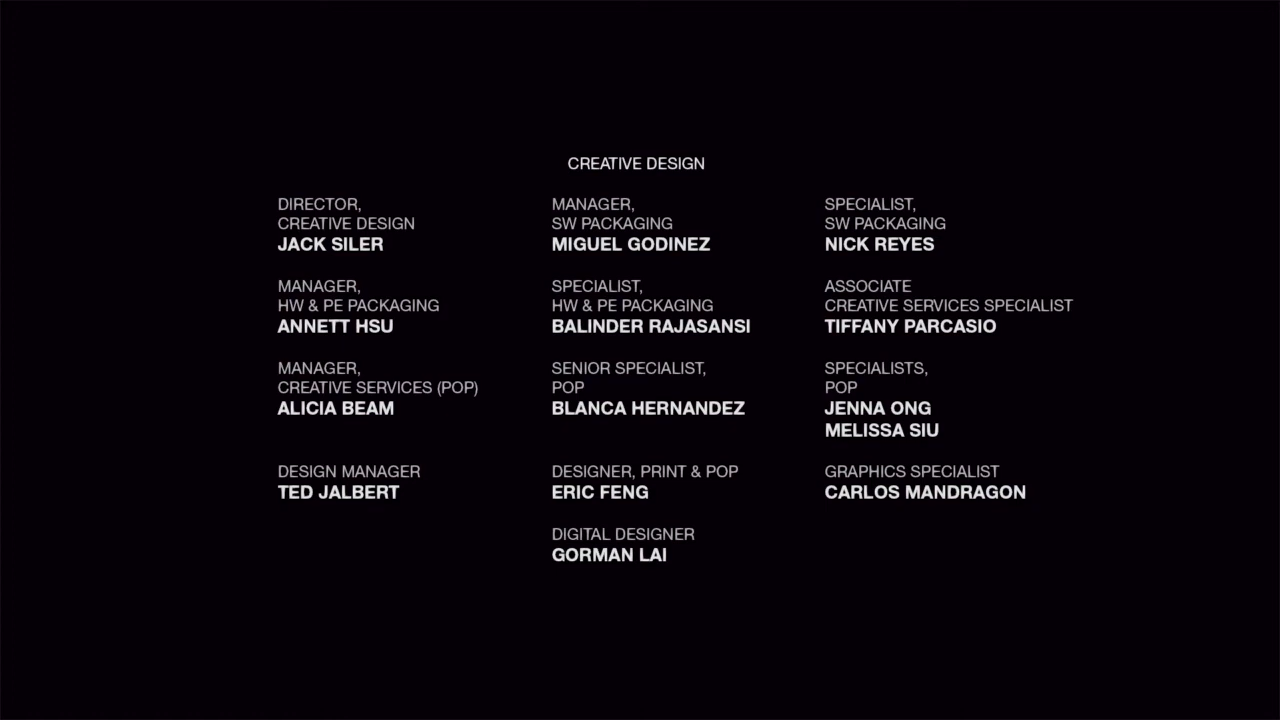 CREATIVE DESIGN
DIRECTOR,
CREATIVE DESIGN
JACK SILER
MANAGER,
SW PACKAGING
MIGUEL GODINEZ
SPECIALIST,
SW PACKAGING
NICK REYES
MANAGER,
HW & PE PACKAGING
ANNETT HSU
SPECIALIST,
HW & PE PACKAGING
BALINDER RAJASANSI
ASSOCIATE
CREATIVE SERVICES SPECIALIST
TIFFANY PARCASIO
MANAGER,
CREATIVE SERVICES (POP)
ALICIA BEAM
SENIOR SPECIALIST,
POP
BLANCA HERNANDEZ
SPECIALISTS,
POP
JENNA ONG
MELISSA SIU
DESIGN MANAGER
TED JALBERT
DESIGNER, PRINT & POP
ERIC FENG
GRAPHICS SPECIALIST
CARLOS MANDRAGON
DIGITAL DESIGNER
GORMAN LAI